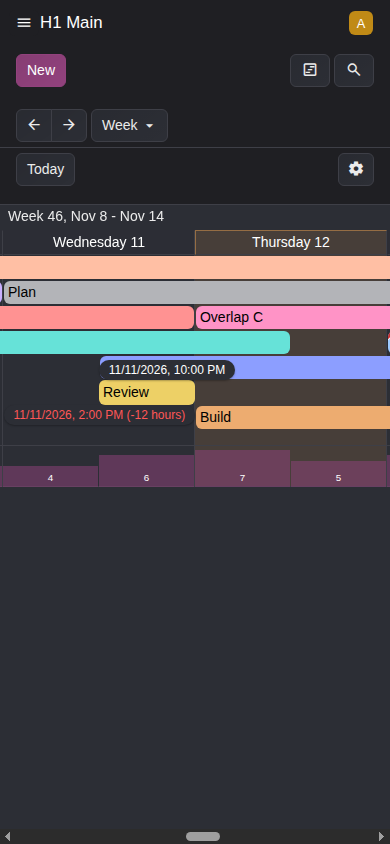 H1 Main
A
New
Week
Today
Week 46, Nov 8 - Nov 14
Wednesday 11
Thursday 12
Plan
Overlap C
11/11/2026, 10:00 PM
Review
11/11/2026, 2:00 PM (-12 hours)
Build
4
6
7
5